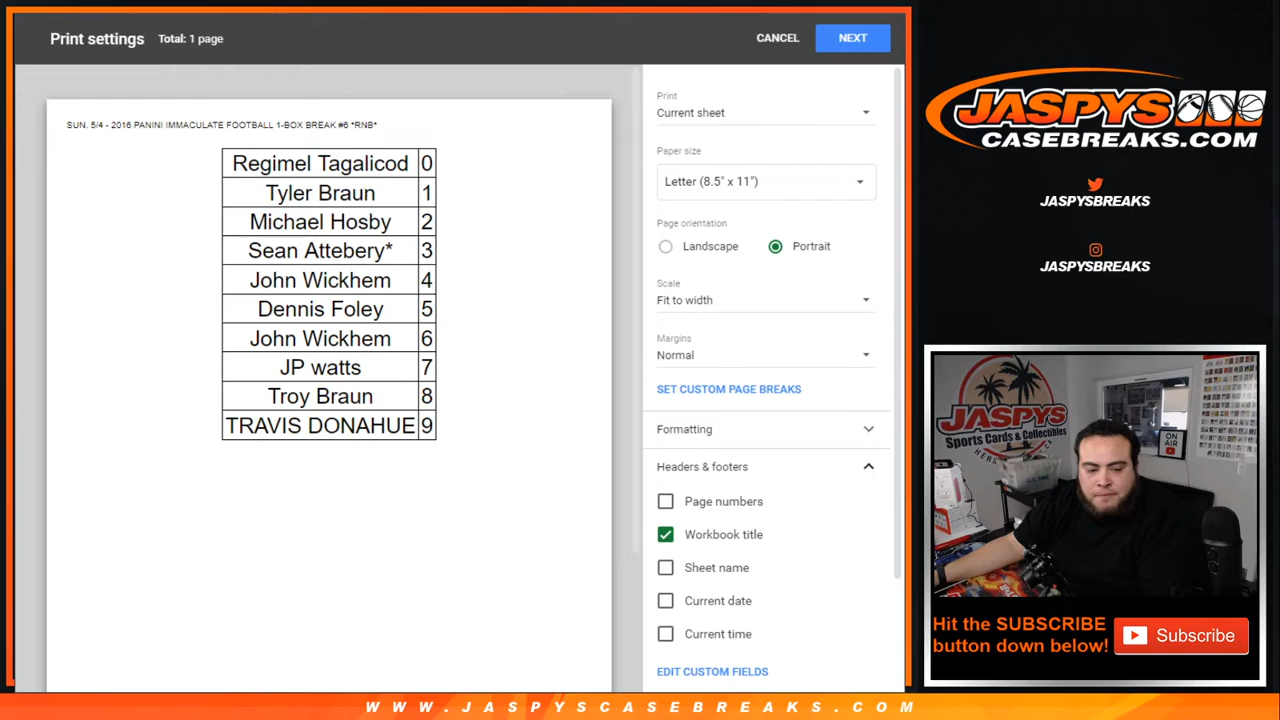 Print settings Total: 1 page CANCEL NEXT
SUN. 5/4 - 2016 PANINI IMMACULATE FOOTBALL 1-BOX BREAK #6 *RNB*
Regimel Tagalicod 0
Tyler Braun 1
Michael Hosby 2
Sean Attebery* 3
John Wickhem 4
Dennis Foley 5
John Wickhem 6
JP watts 7
Troy Braun 8
TRAVIS DONAHUE 9
Print
Current sheet
Paper size
Letter (8.5" x 11")
Page orientation
Landscape Portrait
Scale
Fit to width
Margins
Normal
SET CUSTOM PAGE BREAKS
Formatting
Headers & footers
Page numbers
Workbook title
Sheet name
Current date
Current time
EDIT CUSTOM FIELDS
JASPYS
CASEBREAKS.COM
JASPYSBREAKS
JASPYSBREAKS
JASPYS
Sports Cards & Collectibles
ON AIR
Hit the SUBSCRIBE
button down below!
Subscribe
WWW.JASPYSCASEBREAKS.COM